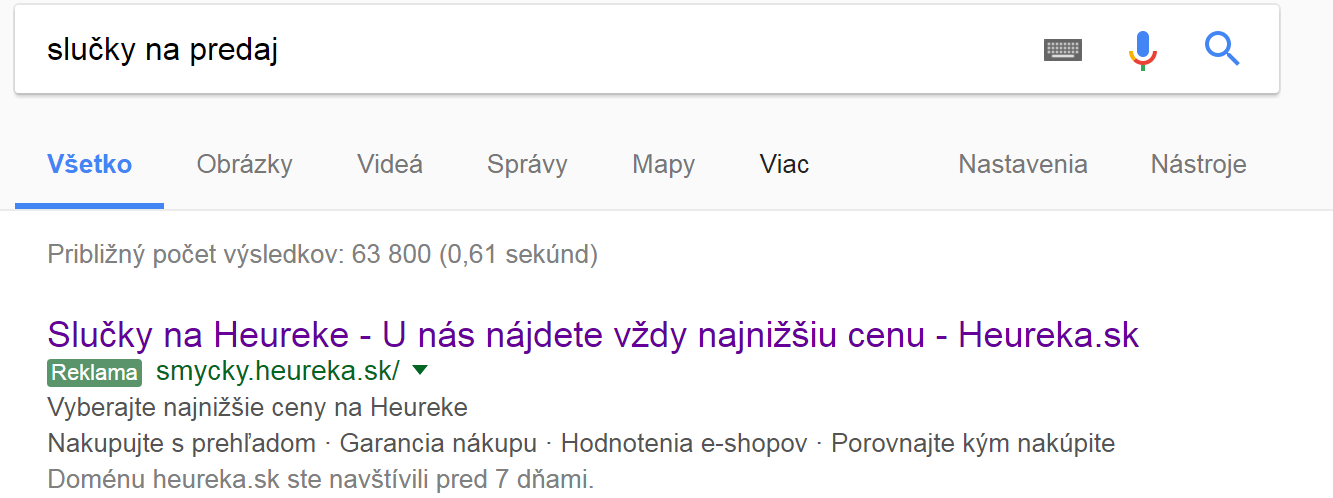 slučky na predaj
Všetko Obrázky Videá Správy Mapy Viac Nastavenia Nástroje
Približný počet výsledkov: 63 800 (0,61 sekúnd)
Slučky na Heureke - U nás nájdete vždy najnižšiu cenu - Heureka.sk
Reklama smycky.heureka.sk/
Vyberajte najnižšie ceny na Heureke
Nakupujte s prehľadom · Garancia nákupu · Hodnotenia e-shopov · Porovnajte kým nakúpite
Doménu heureka.sk ste navštívili pred 7 dňami.